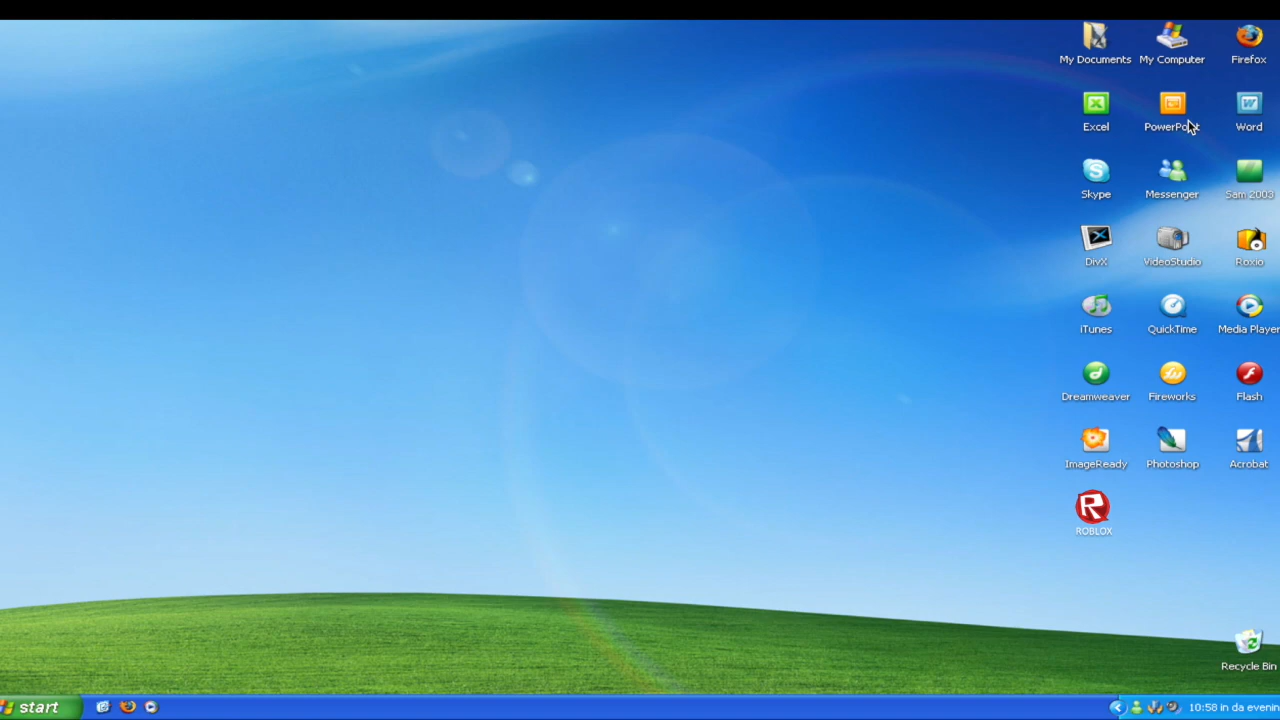 My Documents My Computer Firefox
Excel PowerPoint Word
Skype Messenger Sam 2003
DivX VideoStudio Roxio
iTunes QuickTime Media Player
Dreamweaver Fireworks Flash
ImageReady Photoshop Acrobat
ROBLOX
Recycle Bin
start 10:58 in da evenin